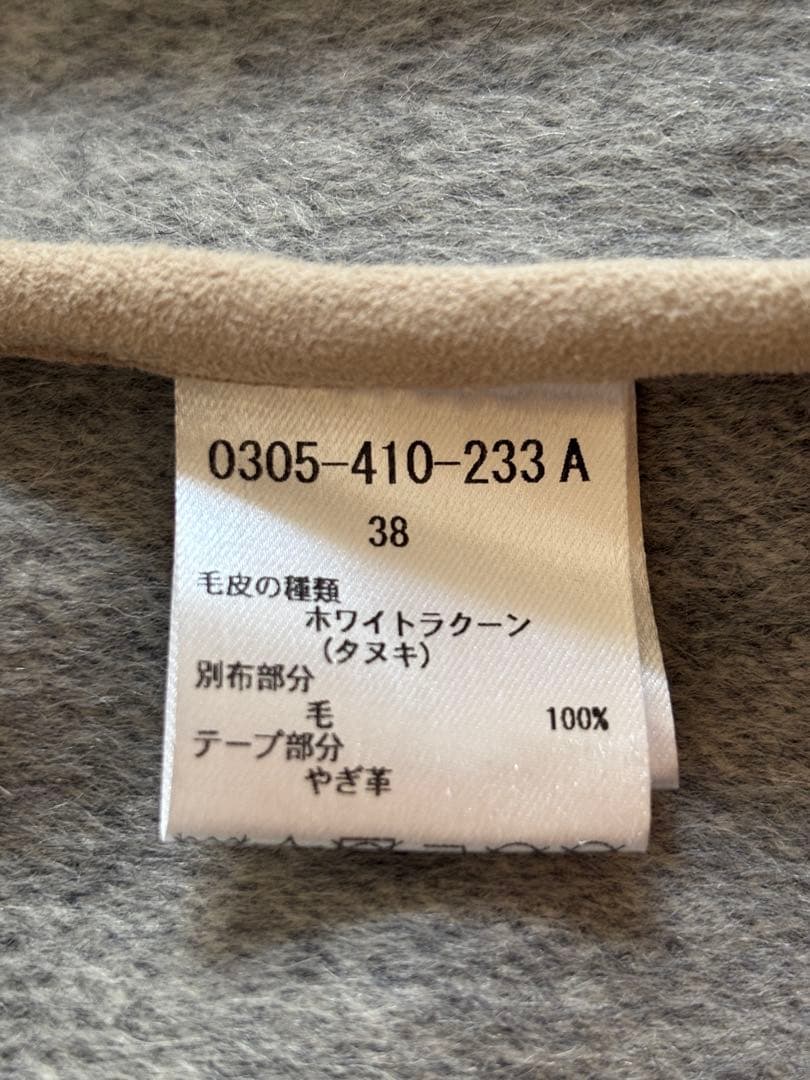 0305-410-233 A
38
毛皮の種類
ホワイトラクーン
（タヌキ）
別布部分
毛 100%
テープ部分
やぎ革